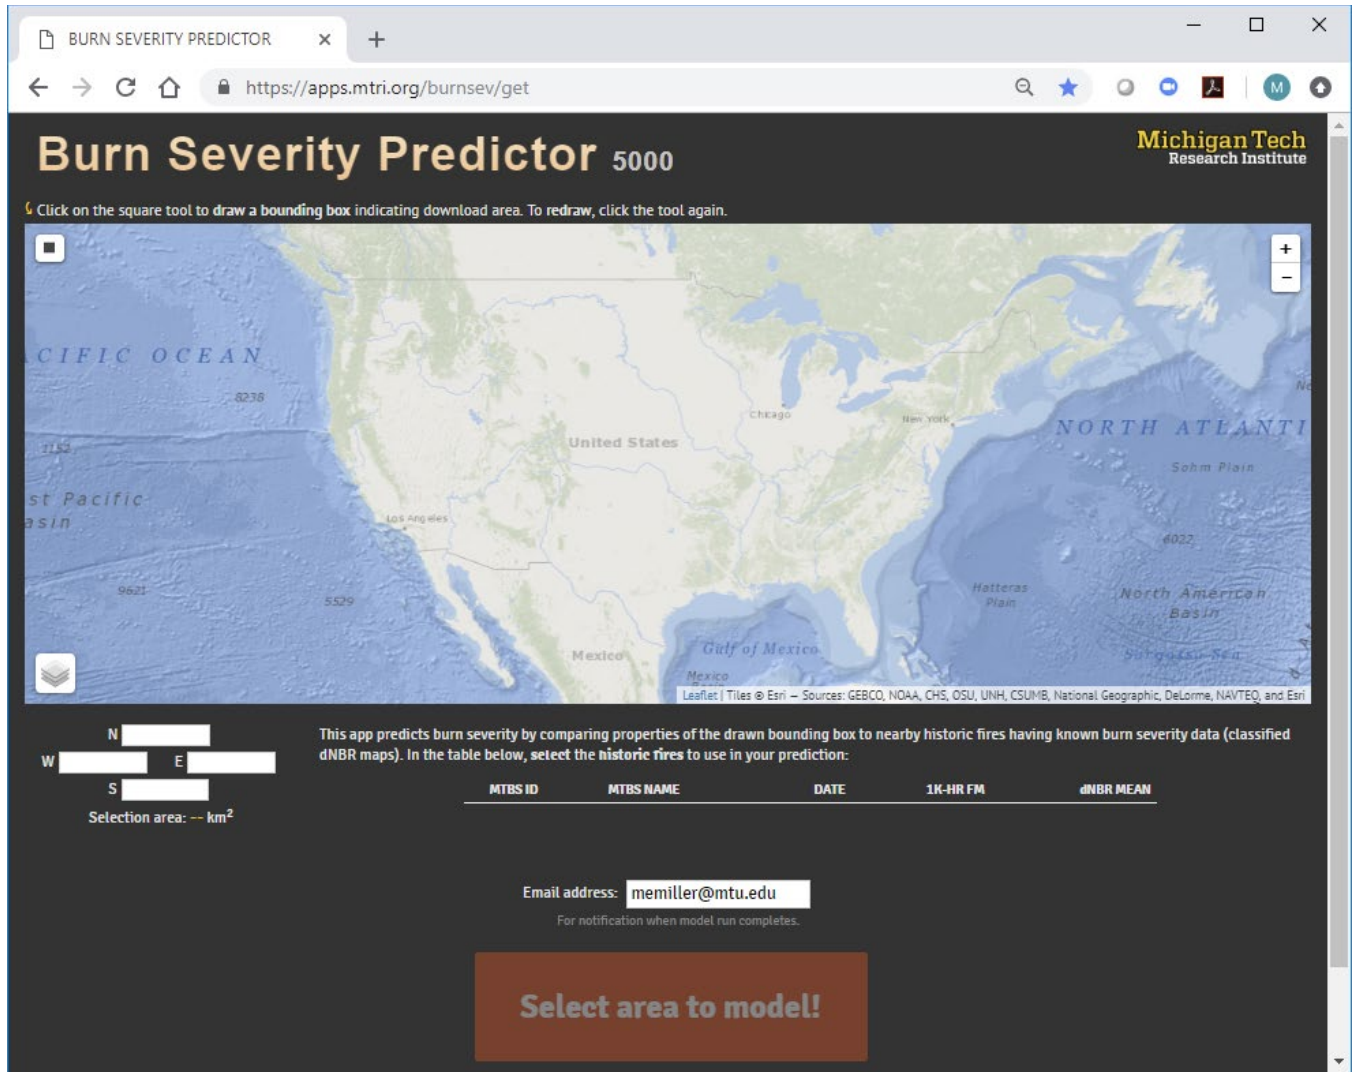 BURN SEVERITY PREDICTOR
https://apps.mtri.org/burnsev/get
M
Burn Severity Predictor 5000
Michigan Tech
Research Institute
Click on the square tool to draw a bounding box indicating download area. To redraw, click the tool again.
+
−
CIFIC OCEAN
8238
Chicago
New York
NORTH ATLANTI
United States
1152
Sohm Plain
st Pacific
asin
Los Angeles
6022
9621
5529
Hatteras
Plain
North American
Basin
Mexico
Gulf of Mexico
Sargasso Sea
Mexico
Leaflet | Tiles © Esri — Sources: GEBCO, NOAA, CHS, OSU, UNH, CSUMB, National Geographic, DeLorme, NAVTEQ, and Esri
N
W E
S
Selection area: -- km²
This app predicts burn severity by comparing properties of the drawn bounding box to nearby historic fires having known burn severity data (classified
dNBR maps). In the table below, select the historic fires to use in your prediction:
MTBS ID MTBS NAME DATE 1K-HR FM dNBR MEAN
Email address: memiller@mtu.edu
For notification when model run completes.
Select area to model!